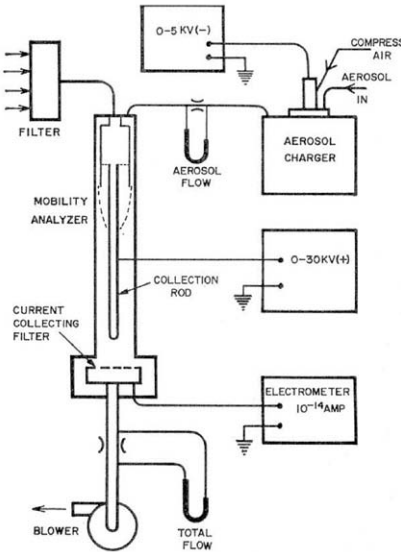 0-5 KV(-)
COMPRESS
AIR
AEROSOL
IN
FILTER
AEROSOL
FLOW
AEROSOL
CHARGER
MOBILITY
ANALYZER
0-30KV(+)
COLLECTION
ROD
CURRENT
COLLECTING
FILTER
ELECTROMETER
10⁻¹⁴AMP
BLOWER
TOTAL
FLOW